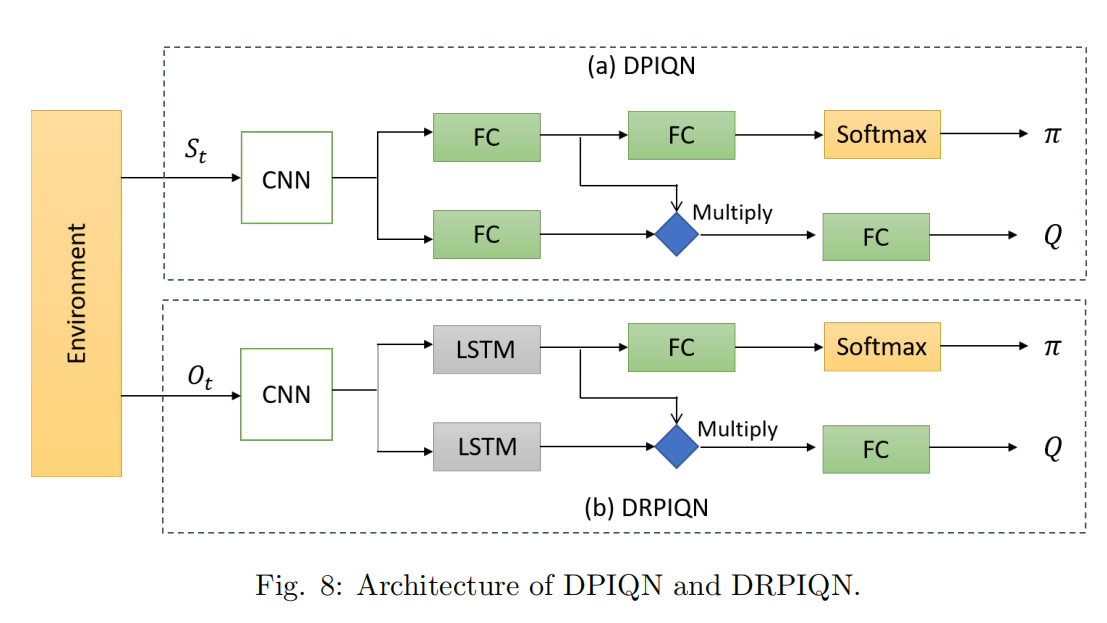 (a) DPIQN
Environment
S_t
CNN
FC
FC
Softmax
π
FC
Multiply
FC
Q
O_t
CNN
LSTM
FC
Softmax
π
LSTM
Multiply
FC
Q
(b) DRPIQN
Fig. 8: Architecture of DPIQN and DRPIQN.